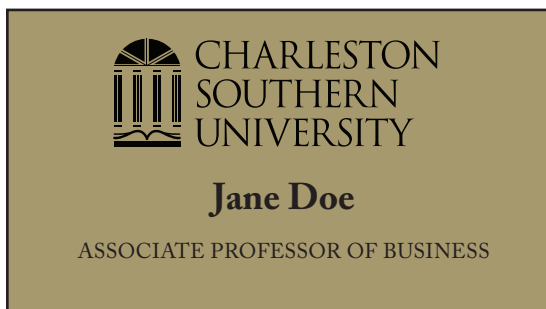 CHARLESTON
SOUTHERN
UNIVERSITY
Jane Doe
ASSOCIATE PROFESSOR OF BUSINESS